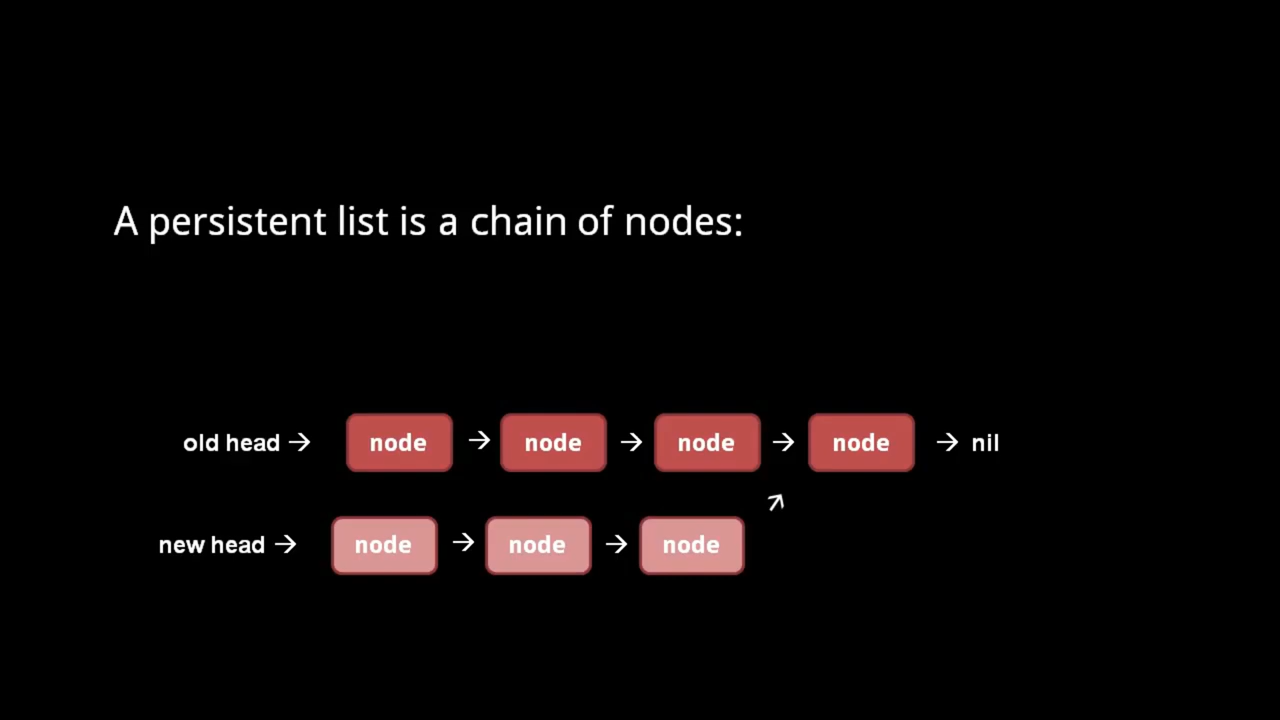 A persistent list is a chain of nodes:
old head → node → node → node → node → nil
new head → node → node → node ↗